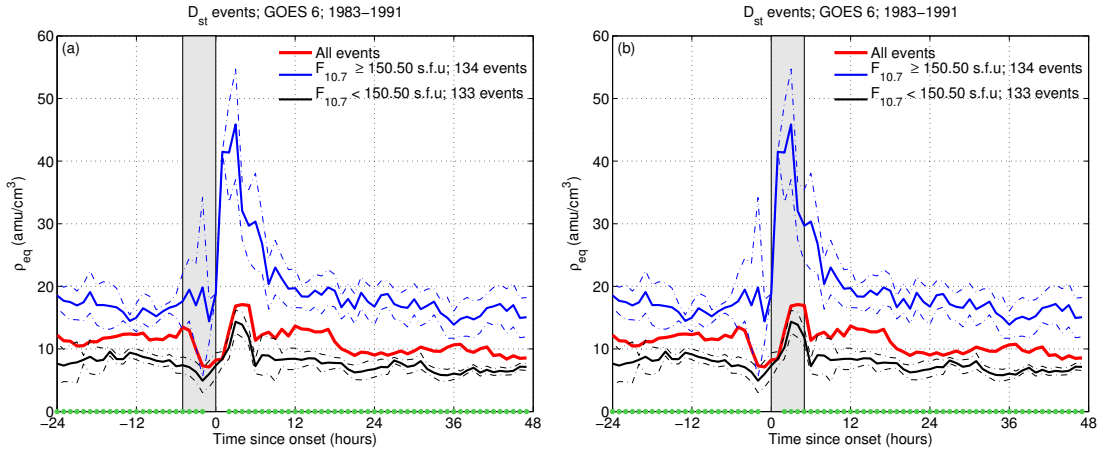 D_st events; GOES 6; 1983−1991
(a)
All events
F_10.7 ≥ 150.50 s.f.u; 134 events
F_10.7 < 150.50 s.f.u; 133 events
60
50
40
30
20
10
0
ρ_eq (amu/cm^3)
−24 −12 0 12 24 36 48
Time since onset (hours)
D_st events; GOES 6; 1983−1991
(b)
All events
F_10.7 ≥ 150.50 s.f.u; 134 events
F_10.7 < 150.50 s.f.u; 133 events
60
50
40
30
20
10
0
ρ_eq (amu/cm^3)
−24 −12 0 12 24 36 48
Time since onset (hours)